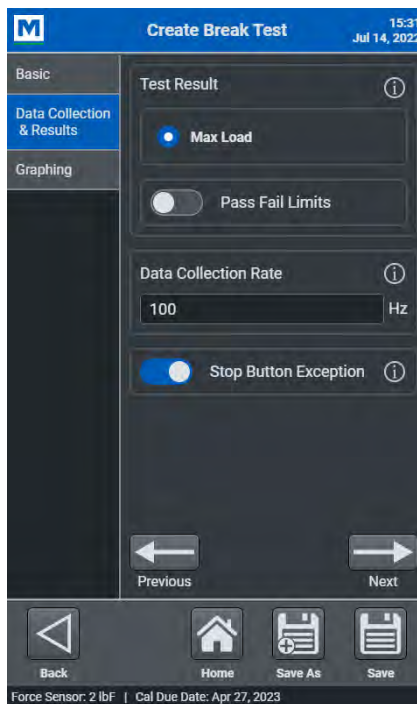 M
Create Break Test
15:31
Jul 14, 2022
Basic
Data Collection
& Results
Graphing
Test Result
Max Load
Pass Fail Limits
Data Collection Rate
100
Hz
Stop Button Exception
Previous
Next
Back
Home
Save As
Save
Force Sensor: 2 lbF | Cal Due Date: Apr 27, 2023